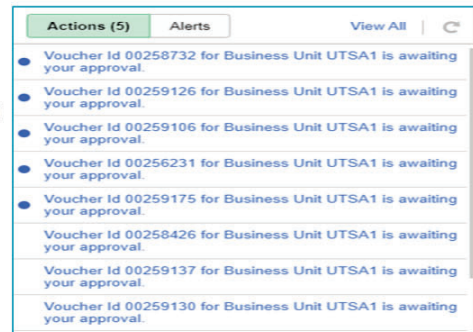 Actions (5) Alerts View All
Voucher Id 00258732 for Business Unit UTSA1 is awaiting
your approval.
Voucher Id 00259126 for Business Unit UTSA1 is awaiting
your approval.
Voucher Id 00259106 for Business Unit UTSA1 is awaiting
your approval.
Voucher Id 00256231 for Business Unit UTSA1 is awaiting
your approval.
Voucher Id 00259175 for Business Unit UTSA1 is awaiting
your approval.
Voucher Id 00258426 for Business Unit UTSA1 is awaiting
your approval.
Voucher Id 00259137 for Business Unit UTSA1 is awaiting
your approval.
Voucher Id 00259130 for Business Unit UTSA1 is awaiting
your approval.